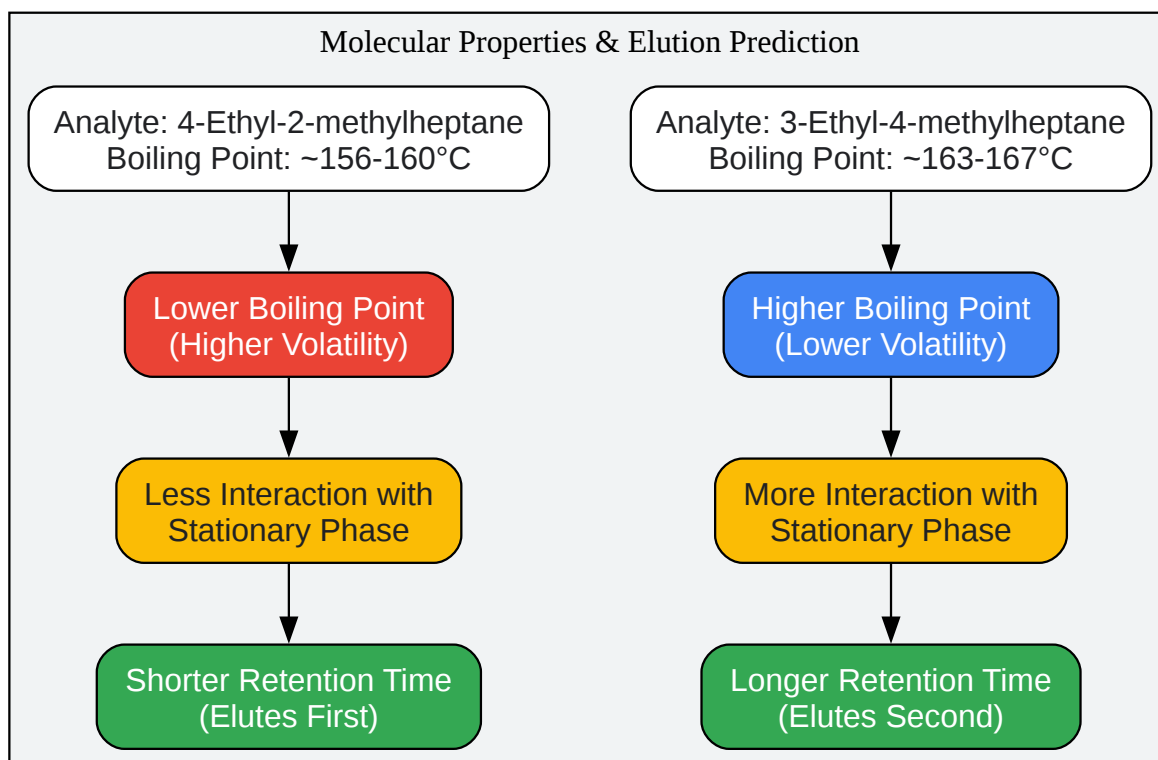 Molecular Properties & Elution Prediction
Analyte: 4-Ethyl-2-methylheptane
Boiling Point: ~156-160°C
Lower Boiling Point
(Higher Volatility)
Less Interaction with
Stationary Phase
Shorter Retention Time
(Elutes First)
Analyte: 3-Ethyl-4-methylheptane
Boiling Point: ~163-167°C
Higher Boiling Point
(Lower Volatility)
More Interaction with
Stationary Phase
Longer Retention Time
(Elutes Second)